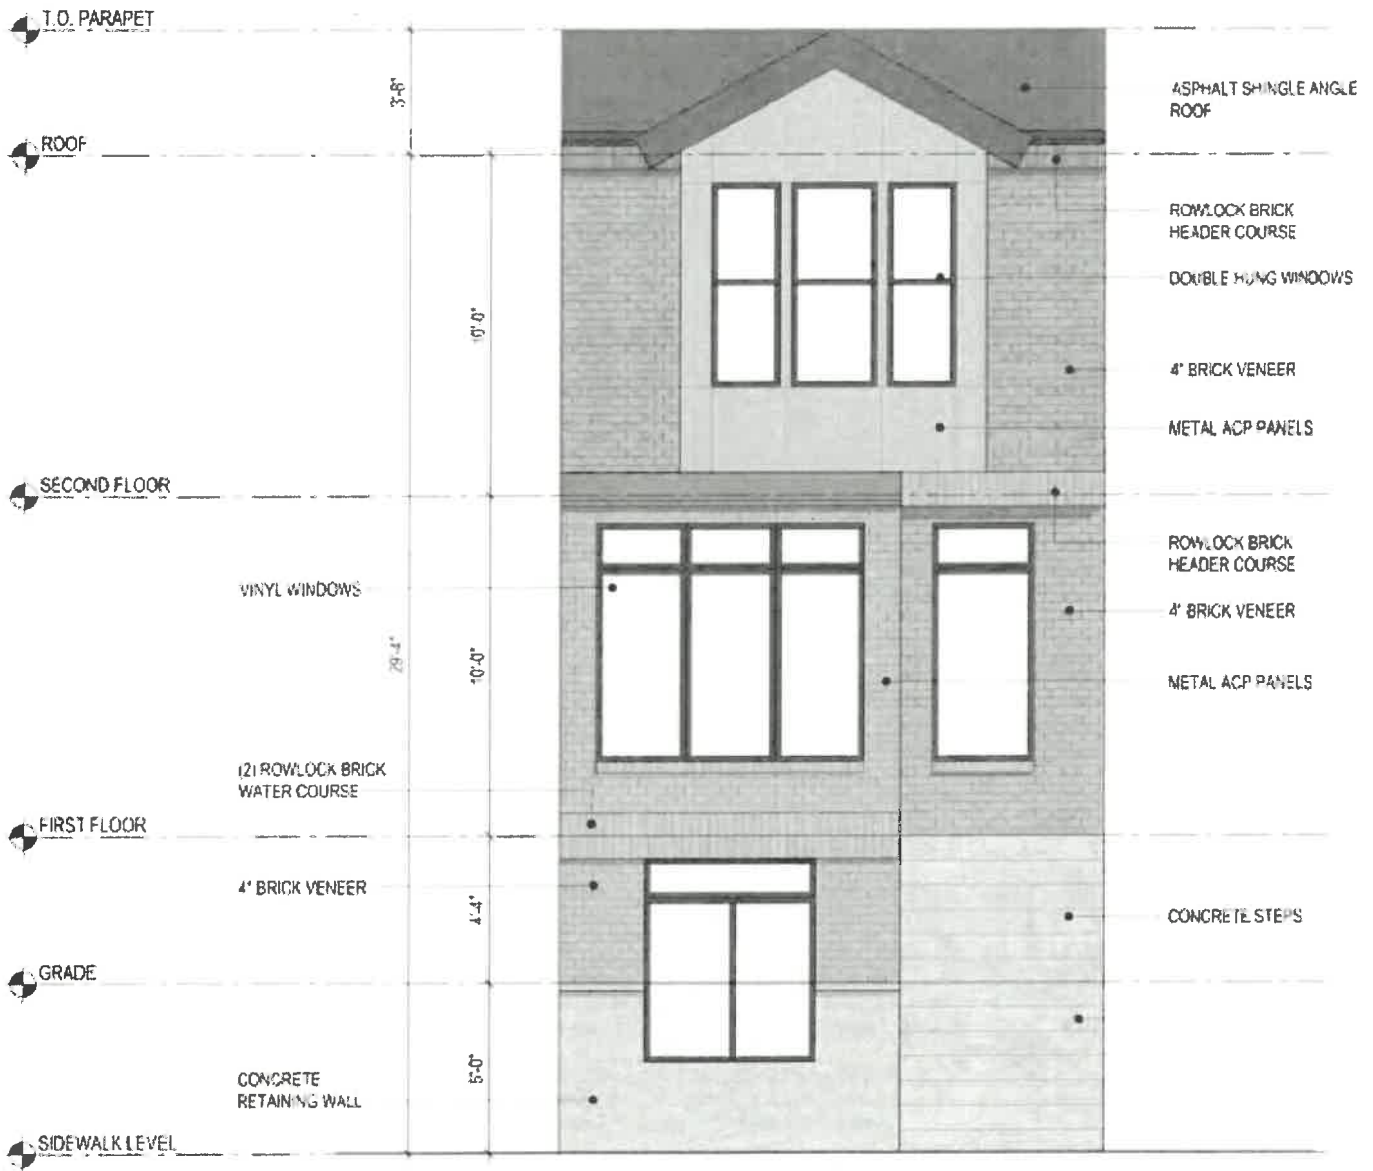 T.O. PARAPET
3'-8"
ASPHALT SHINGLE ANGLE
ROOF
ROOF
ROWLOCK BRICK
HEADER COURSE
DOUBLE HUNG WINDOWS
10'-0"
4" BRICK VENEER
METAL ACP PANELS
SECOND FLOOR
ROWLOCK BRICK
HEADER COURSE
VINYL WINDOWS
4" BRICK VENEER
29'-4"
10'-0"
METAL ACP PANELS
(2) ROWLOCK BRICK
WATER COURSE
FIRST FLOOR
4" BRICK VENEER
4'-4"
CONCRETE STEPS
GRADE
5'-0"
CONCRETE
RETAINING WALL
SIDEWALK LEVEL